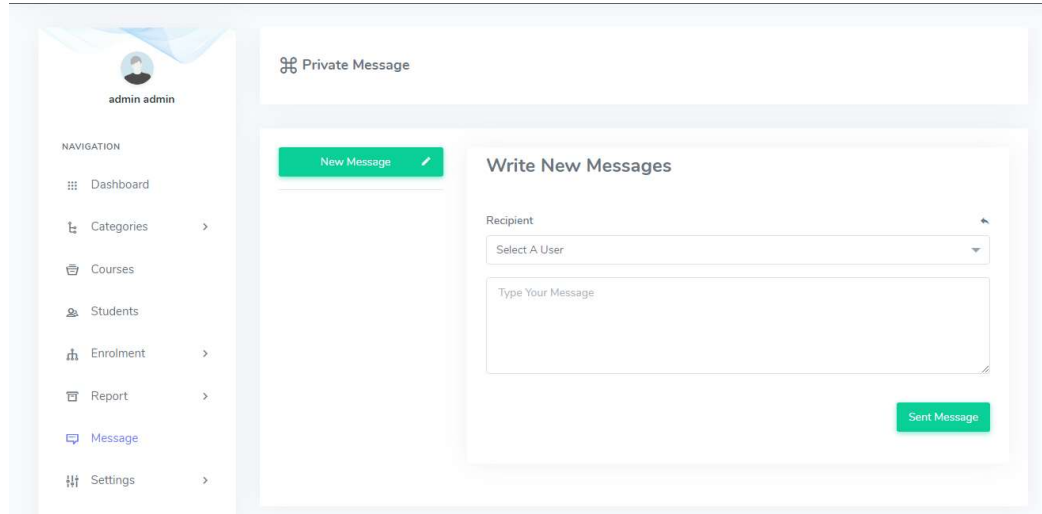 admin admin
NAVIGATION
Dashboard
Categories
Courses
Students
Enrolment
Report
Message
Settings
Private Message
New Message
Write New Messages
Recipient
Select A User
Type Your Message
Sent Message